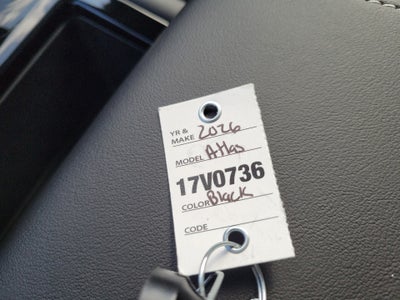 YR &
MAKE 2026
MODEL Atlas
17V0736
COLOR Black
CODE